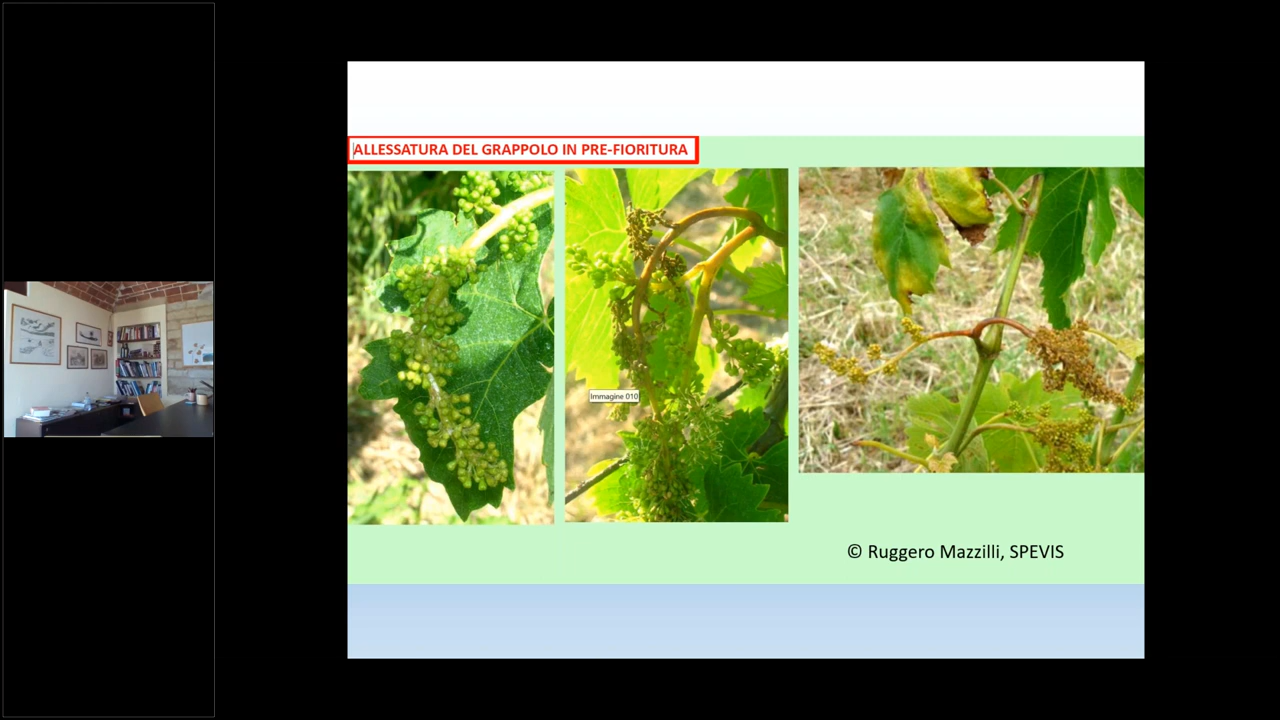 ALLESSATURA DEL GRAPPOLO IN PRE-FIORITURA
Immagine 010
© Ruggero Mazzilli, SPEVIS